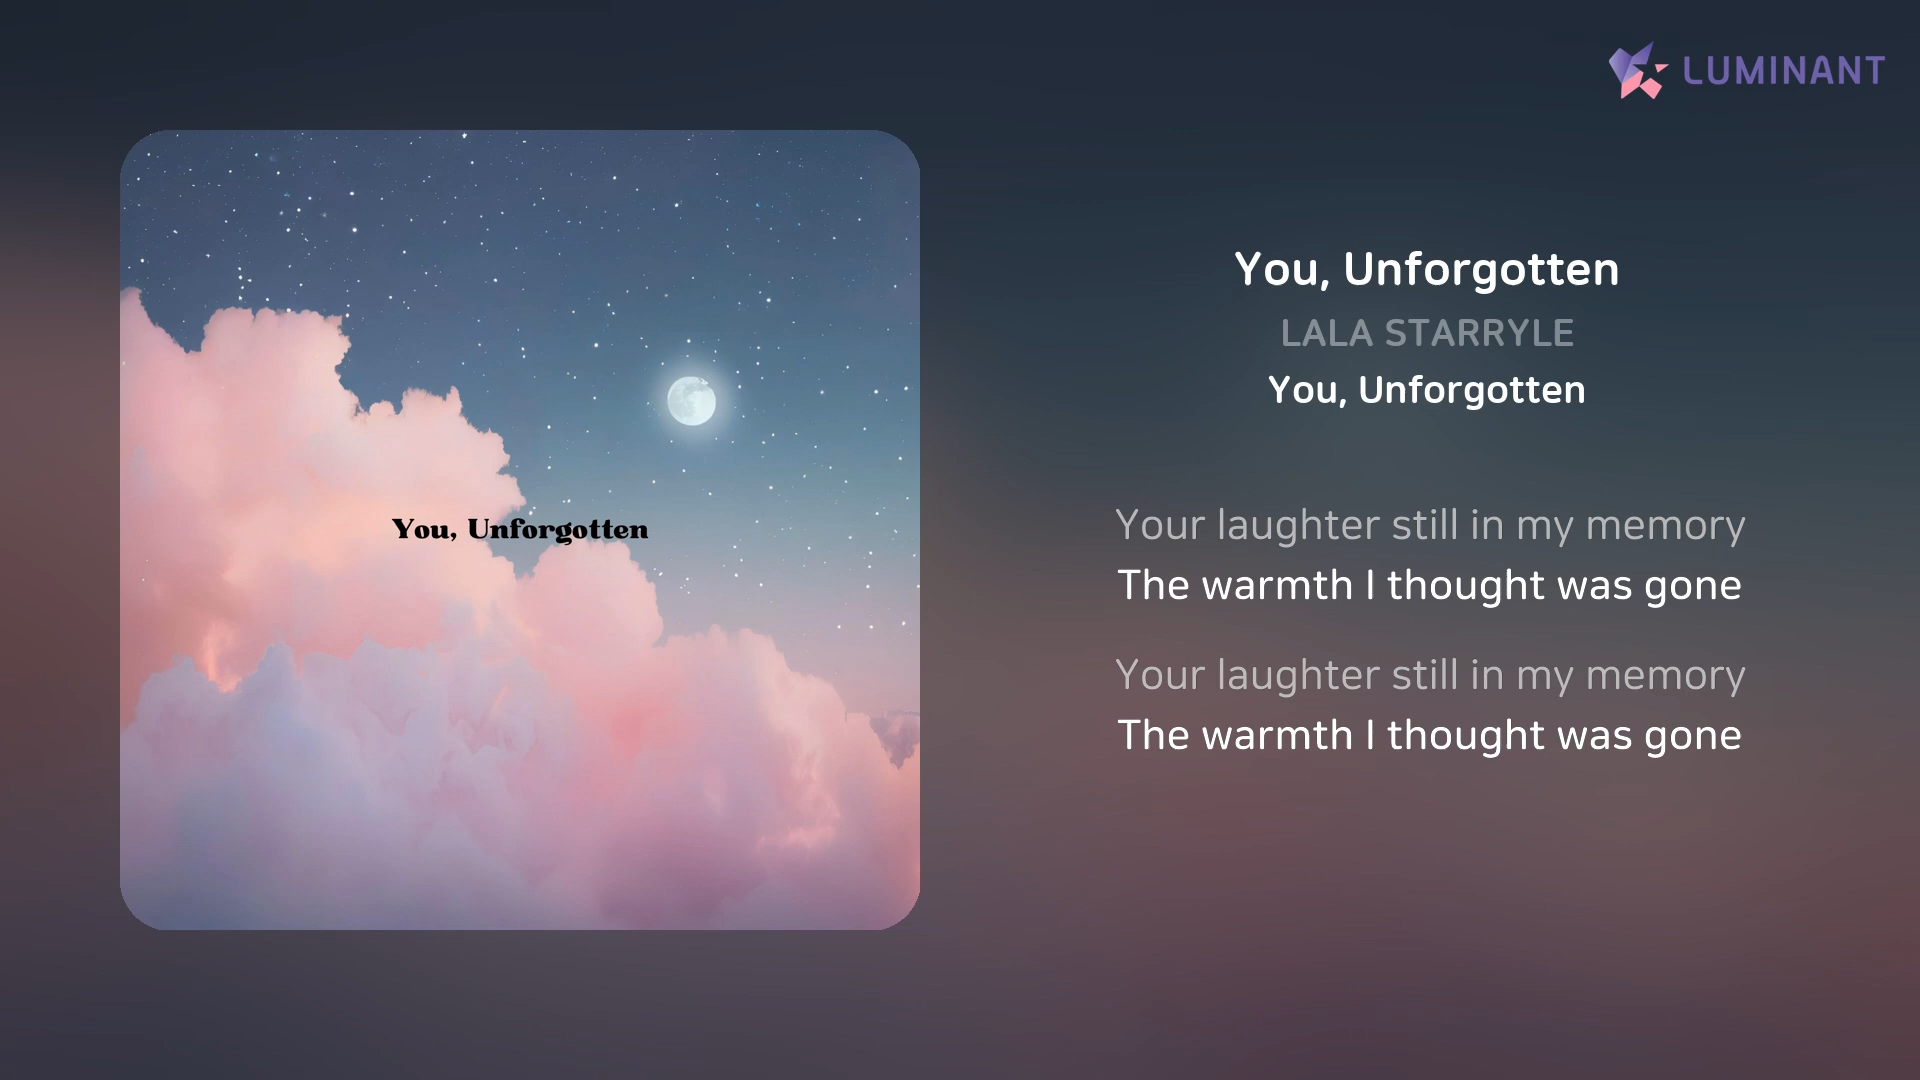 LUMINANT
You, Unforgotten
You, Unforgotten
LALA STARRYLE
You, Unforgotten
Your laughter still in my memory
The warmth I thought was gone
Your laughter still in my memory
The warmth I thought was gone